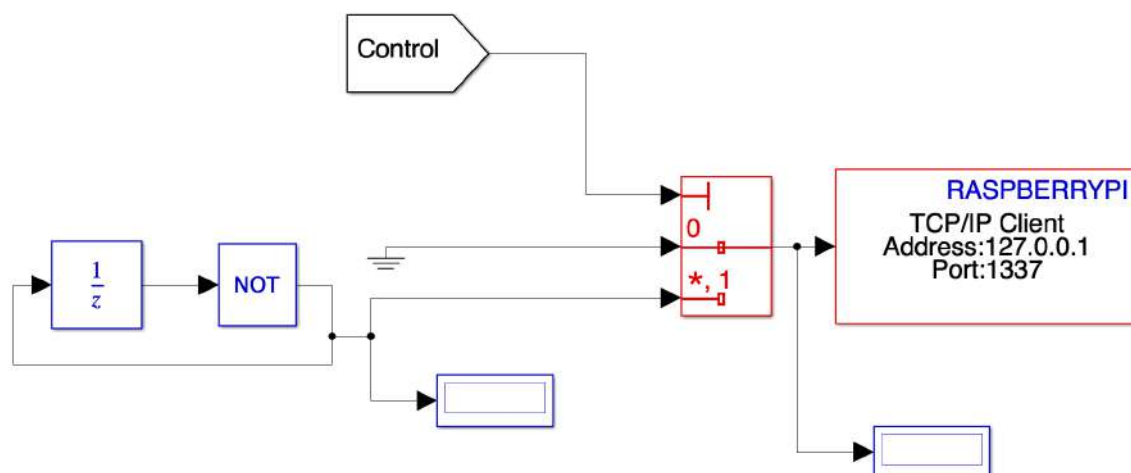 Control
RASPBERRYPI
TCP/IP Client
Address:127.0.0.1
Port:1337
0
*, 1
1
z
NOT